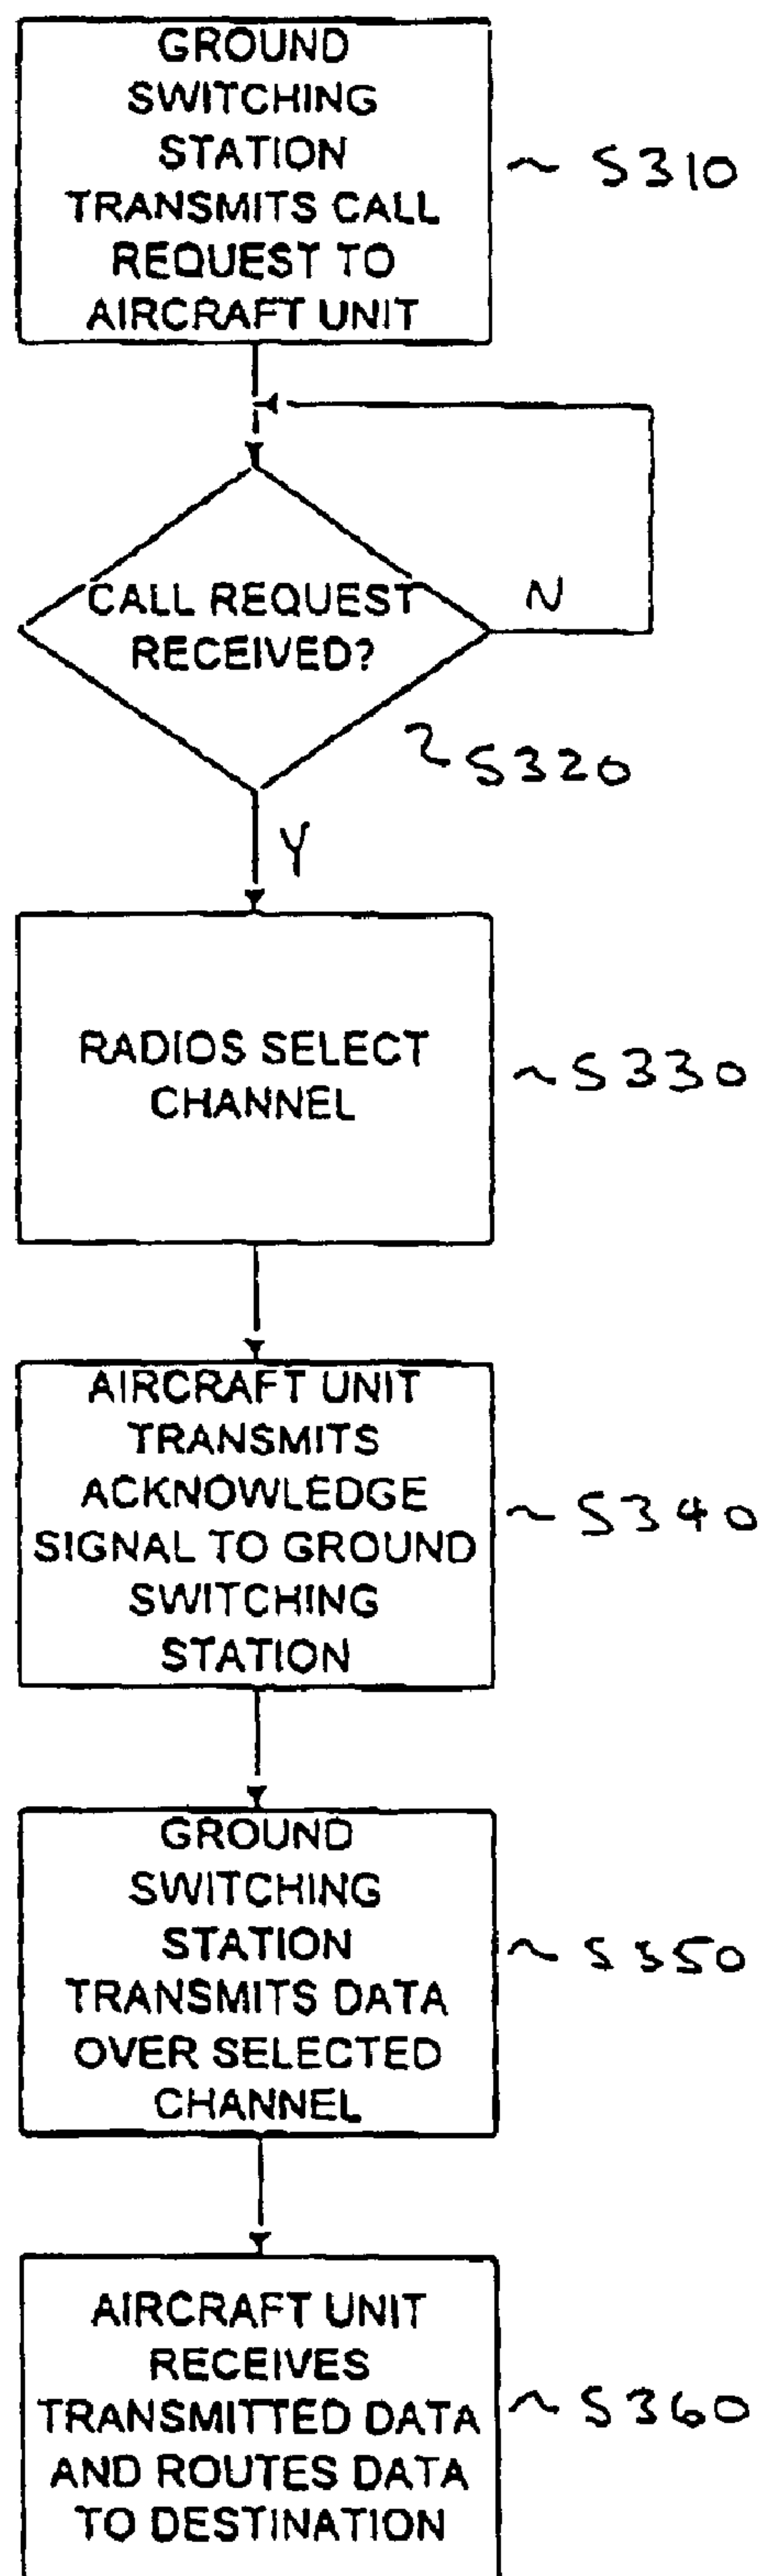 GROUND
SWITCHING
STATION
TRANSMITS CALL
REQUEST TO
AIRCRAFT UNIT
~ S310
CALL REQUEST
RECEIVED?
N
S320
Y
RADIOS SELECT
CHANNEL
~ S330
AIRCRAFT UNIT
TRANSMITS
ACKNOWLEDGE
SIGNAL TO GROUND
SWITCHING
STATION
~ S340
GROUND
SWITCHING
STATION
TRANSMITS DATA
OVER SELECTED
CHANNEL
~ S350
AIRCRAFT UNIT
RECEIVES
TRANSMITTED DATA
AND ROUTES DATA
TO DESTINATION
~ S360